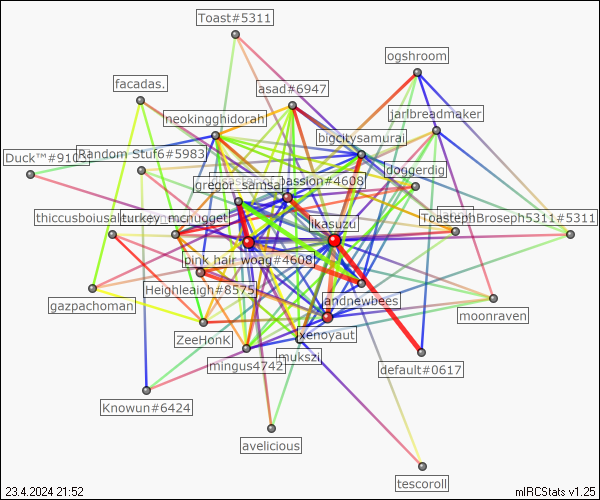 Toast#5311
ogshroom
facadas.
asad#6947
neokingghidorah
jarlbreadmaker
bigcitysamurai
Duck™#910
Random Stuf6#5983
doggerdig
passion#4608
gregor_samsa
thiccusboiusal
turkey_mcnugget
ikasuzu
ToastephBroseph5311#5311
pink hair woag#4608
Heighleigh#8575
andnewbees
gazpachoman
moonraven
ZeeHonK
xenoyaut
mukszi
mingus4742
default#0617
Knowun#6424
avelicious
tescoroll
23.4.2024 21:52
mIRCStats v1.25